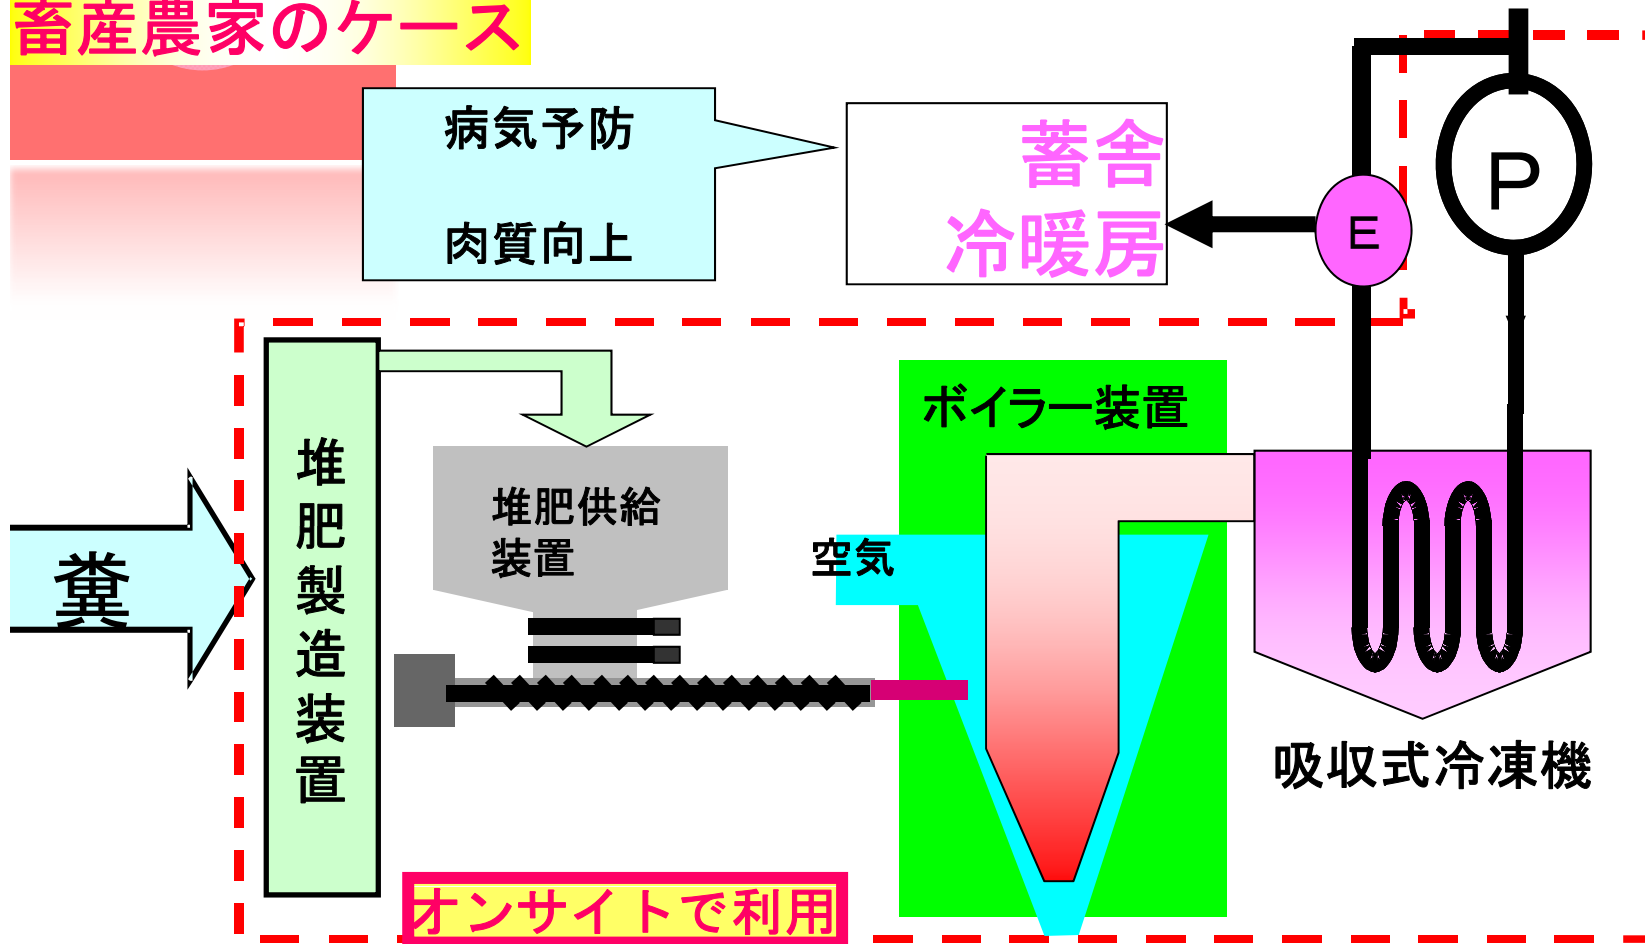 畜産農家のケース
病気予防
肉質向上
蓄舎
冷暖房
P
E
糞
堆肥製造装置
堆肥供給
装置
空気
ボイラー装置
吸収式冷凍機
オンサイトで利用